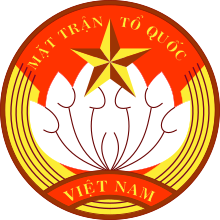 MẶT TRẬN TỔ QUỐC
VIỆT NAM